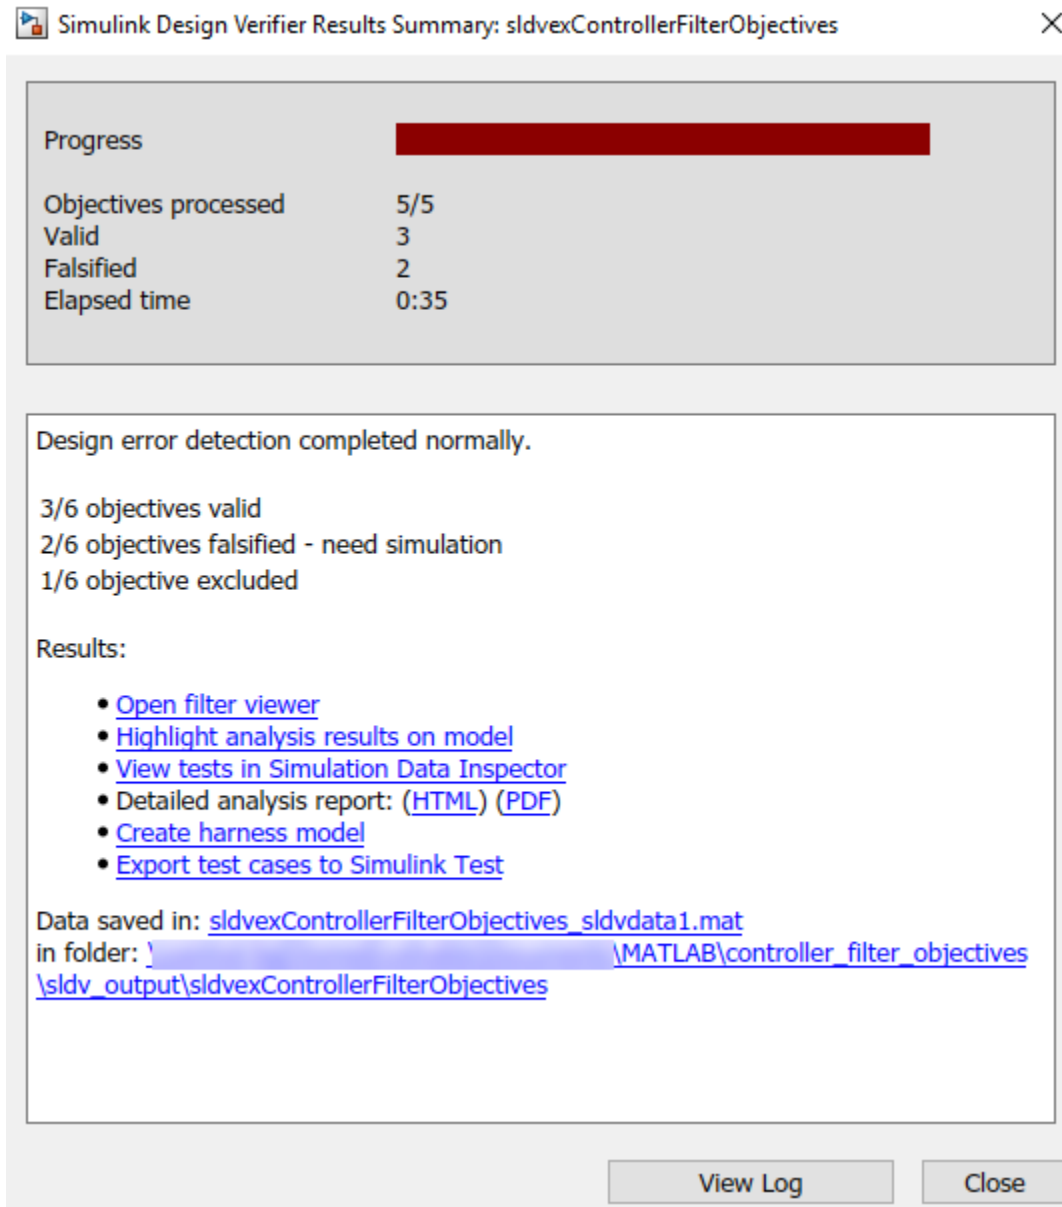 Simulink Design Verifier Results Summary: sldvexControllerFilterObjectives
Progress
Objectives processed 5/5
Valid 3
Falsified 2
Elapsed time 0:35
Design error detection completed normally.
3/6 objectives valid
2/6 objectives falsified - need simulation
1/6 objective excluded
Results:
• Open filter viewer
• Highlight analysis results on model
• View tests in Simulation Data Inspector
• Detailed analysis report: (HTML) (PDF)
• Create harness model
• Export test cases to Simulink Test
Data saved in: sldvexControllerFilterObjectives_sldvdata1.mat
in folder: \ \MATLAB\controller_filter_objectives
\sldv_output\sldvexControllerFilterObjectives
View Log Close